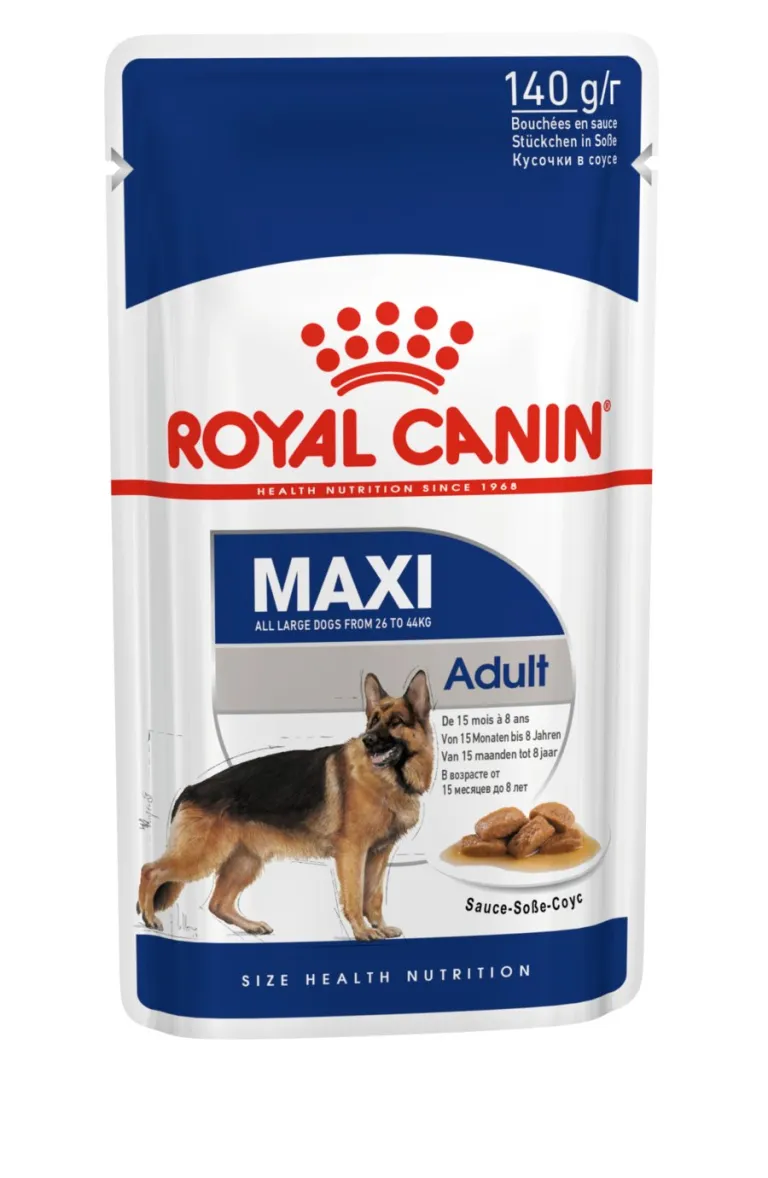 140 g/г
Bouchées en sauce
Stückchen in Soße
Кусочки в соусе
ROYAL CANIN®
HEALTH NUTRITION SINCE 1968
MAXI
ALL LARGE DOGS FROM 26 TO 44KG
Adult
De 15 mois à 8 ans
Von 15 Monaten bis 8 Jahren
Van 15 maanden tot 8 jaar
В возрасте от
15 месяцев до 8 лет
Sauce-Soße-Соус
SIZE HEALTH NUTRITION